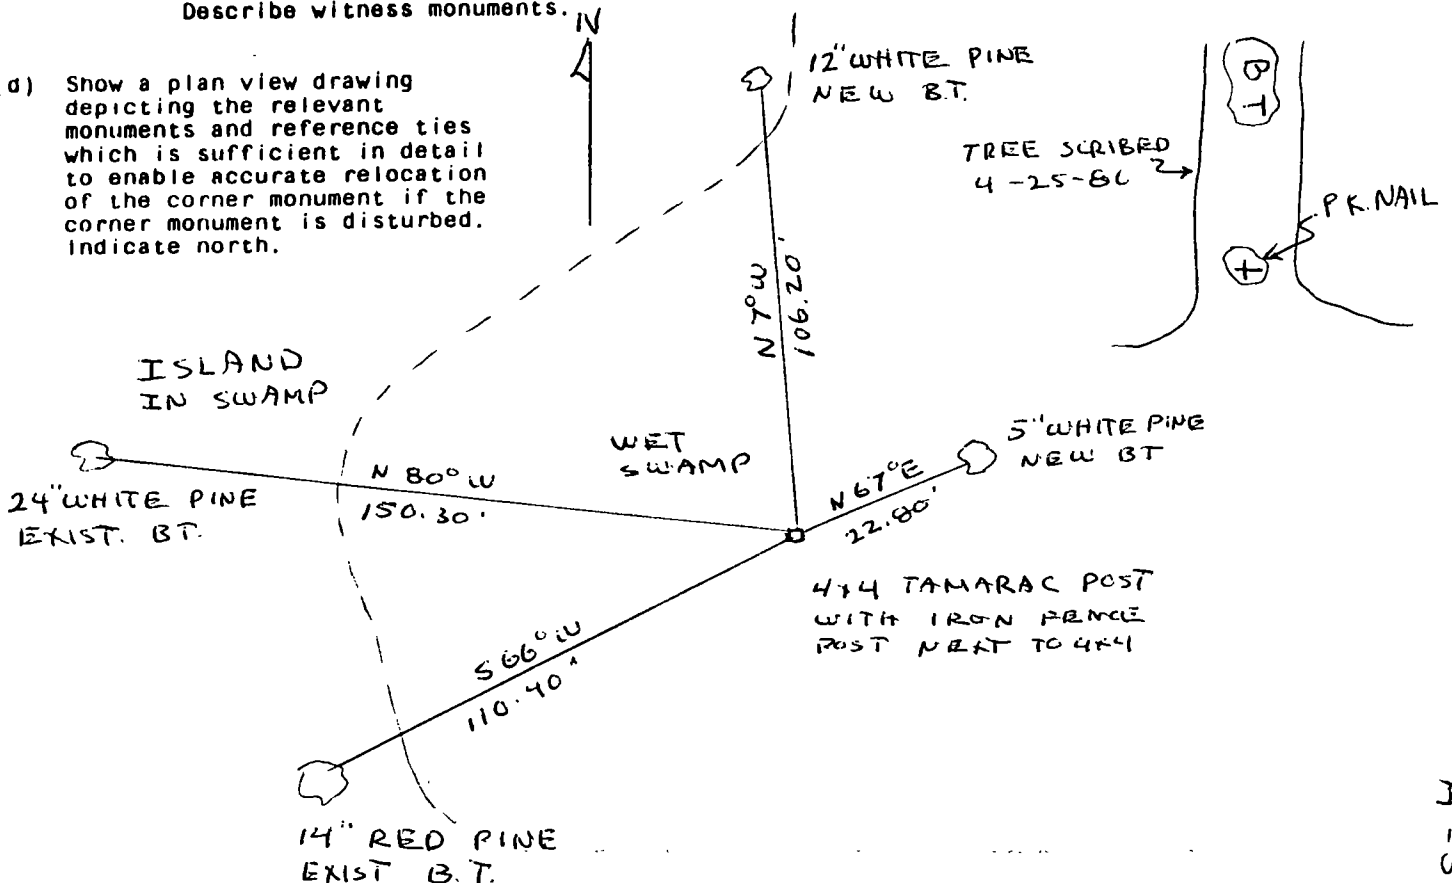 Describe witness monuments.
N
d) Show a plan view drawing
depicting the relevant
monuments and reference ties
which is sufficient in detail
to enable accurate relocation
of the corner monument if the
corner monument is disturbed.
Indicate north.
12" WHITE PINE
NEW B.T.
TREE SCRIBED
BT
P.K. NAIL
N 7° W
106.20'
ISLAND
IN SWAMP
WET
SWAMP
5" WHITE PINE
NEW BT
N 80° W
150.30'
24" WHITE PINE
EXIST. BT.
N 67° E
22.80'
4x4 TAMARAC POST
WITH IRON FENCE
POST NEXT TO 4x4
S 66° W
110.40'
14" RED PINE
EXIST B.T.